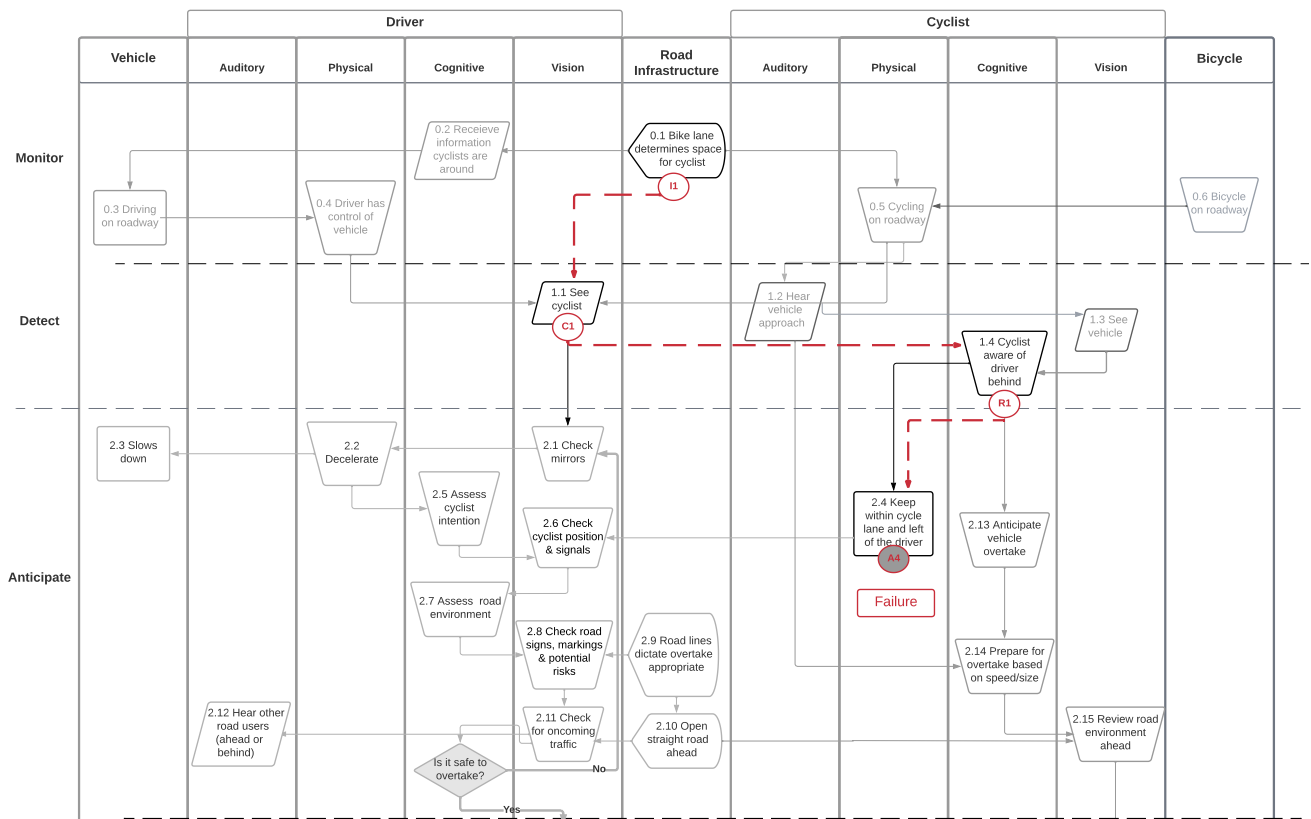 Driver
Cyclist
Vehicle
Auditory
Physical
Cognitive
Vision
Road
Infrastructure
Auditory
Physical
Cognitive
Vision
Bicycle
Monitor
0.2 Receieve
information
cyclists are
around
0.1 Bike lane
determines space
for cyclist
I1
0.3 Driving
on roadway
0.4 Driver has
control of
vehicle
0.5 Cycling
on roadway
0.6 Bicycle
on roadway
Detect
1.1 See
cyclist
C1
1.2 Hear
vehicle
approach
1.3 See
vehicle
1.4 Cyclist
aware of
driver
behind
R1
Anticipate
2.3 Slows
down
2.2
Decelerate
2.1 Check
mirrors
2.5 Assess
cyclist
intention
2.6 Check
cyclist position
& signals
2.4 Keep
within cycle
lane and left
of the driver
A4
Failure
2.13 Anticipate
vehicle
overtake
2.7 Assess road
environment
2.8 Check road
signs, markings
& potential
risks
2.9 Road lines
dictate overtake
appropriate
2.14 Prepare for
overtake based
on speed/size
2.12 Hear other
road users
(ahead or
behind)
2.11 Check
for oncoming
traffic
2.10 Open
straight road
ahead
2.15 Review road
environment
ahead
Is it safe to
overtake?
No
Yes